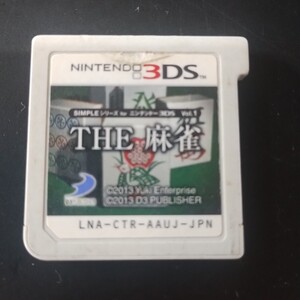 NINTENDO 3DS™
SIMPLEシリーズ for ニンテンドー3DS Vol.1
THE 麻雀
©2013 Yuki Enterprise
©2013 D3 PUBLISHER
LNA-CTR-AAUJ-JPN